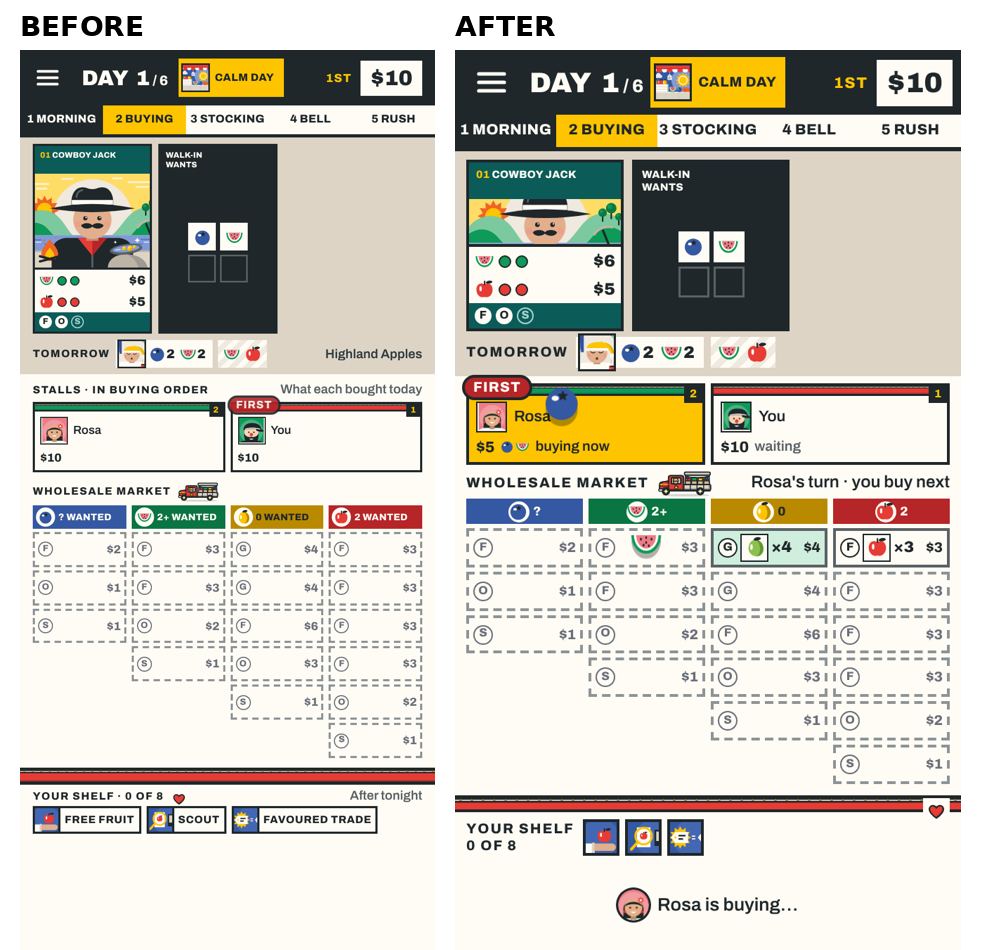 BEFORE
DAY 1/6
CALM DAY
1ST
$10
1 MORNING
2 BUYING
3 STOCKING
4 BELL
5 RUSH
01 COWBOY JACK
WALK-IN
WANTS
$6
$5
F O S
TOMORROW
2
2
Highland Apples
STALLS · IN BUYING ORDER
What each bought today
2
Rosa
$10
FIRST
1
You
$10
WHOLESALE MARKET
? WANTED
2+ WANTED
0 WANTED
2 WANTED
F $2
F $3
G $4
F $3
O $1
F $3
G $4
F $3
S $1
O $2
F $6
F $3
S $1
O $3
F $3
S $1
O $2
S $1
YOUR SHELF · 0 OF 8
After tonight
FREE FRUIT
SCOUT
FAVOURED TRADE
AFTER
DAY 1/6
CALM DAY
1ST
$10
1 MORNING
2 BUYING
3 STOCKING
4 BELL
5 RUSH
01 COWBOY JACK
WALK-IN
WANTS
$6
$5
F O S
TOMORROW
2
2
FIRST
2
Rosa
$5 buying now
1
You
$10 waiting
WHOLESALE MARKET
Rosa's turn · you buy next
?
2+
0
2
F $2
F $3
G ×4 $4
F ×3 $3
O $1
F $3
G $4
F $3
S $1
O $2
F $6
F $3
S $1
O $3
F $3
S $1
O $2
S $1
YOUR SHELF
0 OF 8
Rosa is buying...